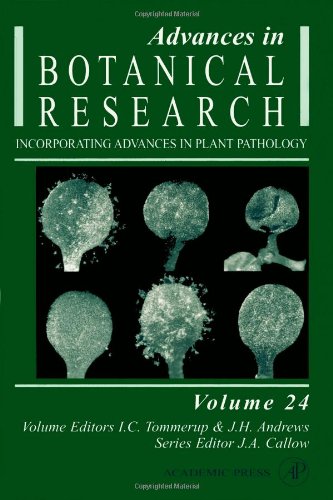 Advances in
BOTANICAL
RESEARCH
INCORPORATING ADVANCES IN PLANT PATHOLOGY
Volume 24
Volume Editors I.C. Tommerup & J.H. Andrews
Series Editor J.A. Callow
ACADEMIC PRESS
AP